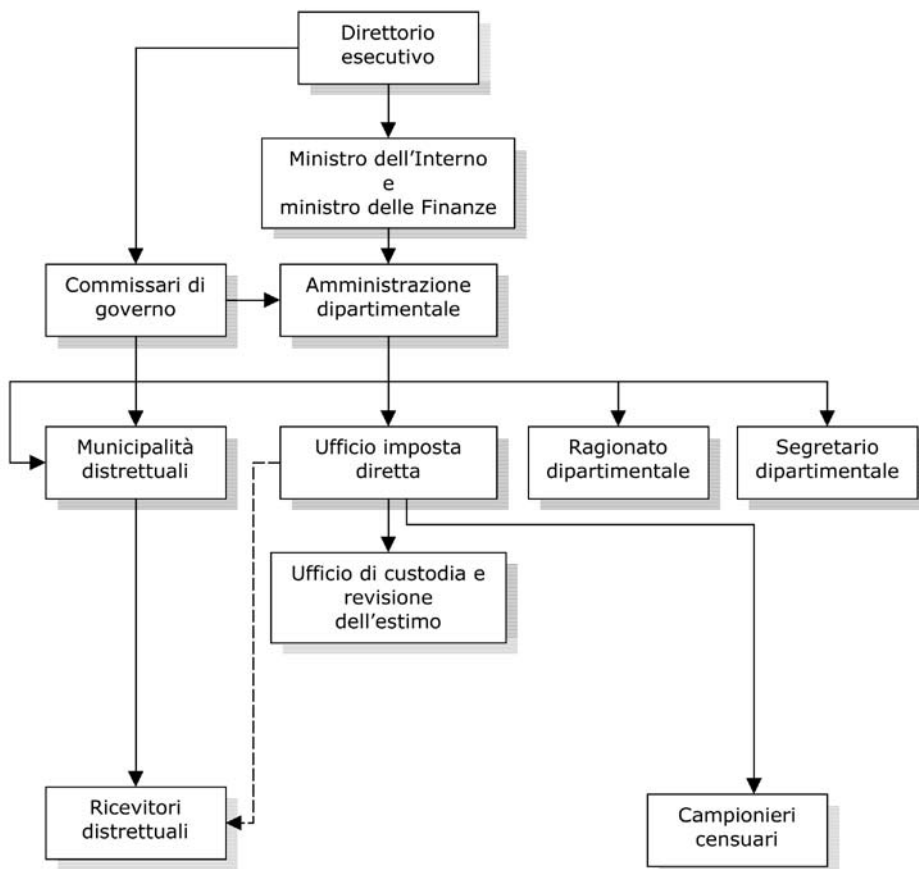 Direttorio
esecutivo
Ministro dell’Interno
e
ministro delle Finanze
Commissari di
governo
Amministrazione
dipartimentale
Municipalità
distrettuali
Ufficio imposta
diretta
Ragionato
dipartimentale
Segretario
dipartimentale
Ufficio di custodia e
revisione
dell’estimo
Ricevitori
distrettuali
Campionieri
censuari